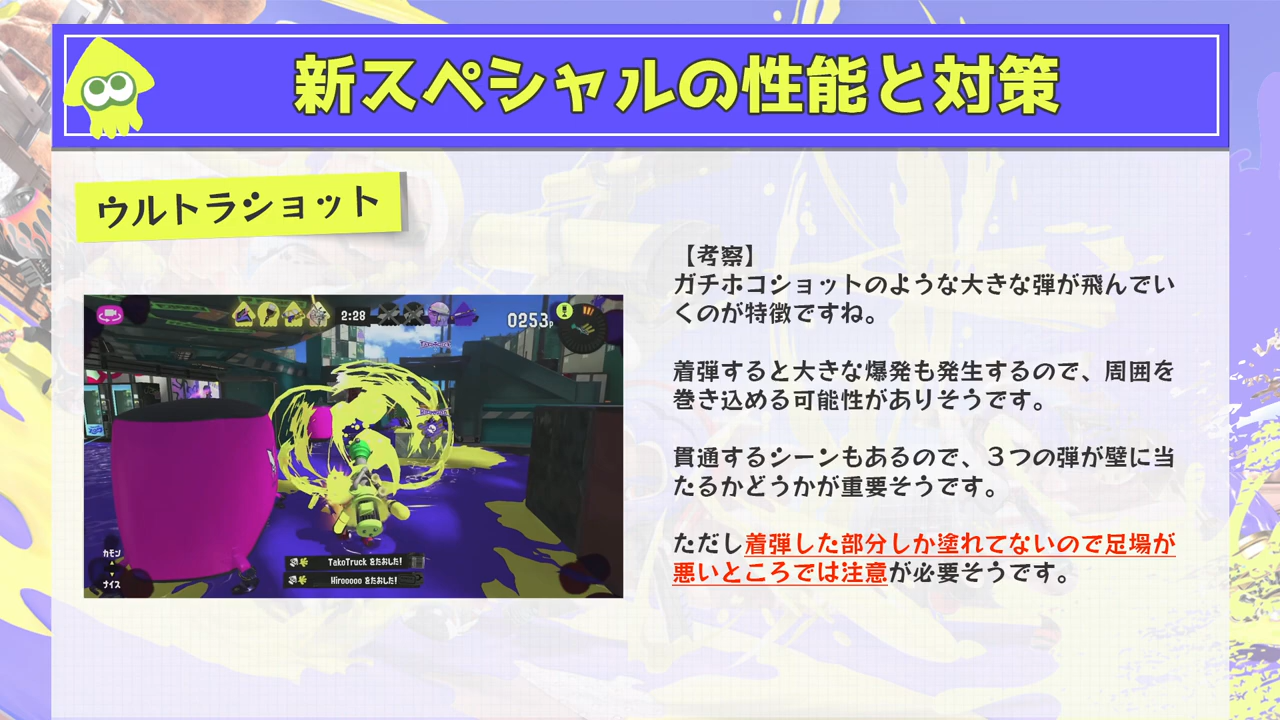 新スペシャルの性能と対策
ウルトラショット
【考察】
ガチホコショットのような大きな弾が飛んでい
くのが特徴ですね。
着弾すると大きな爆発も発生するので、周囲を
巻き込める可能性がありそうです。
貫通するシーンもあるので、３つの弾が壁に当
たるかどうかが重要そうです。
ただし着弾した部分しか塗れてないので足場が
悪いところでは注意が必要そうです。
2:28
0253p
カモン
ナイス
TakoTruck をたおした!
Hirooooo をたおした!